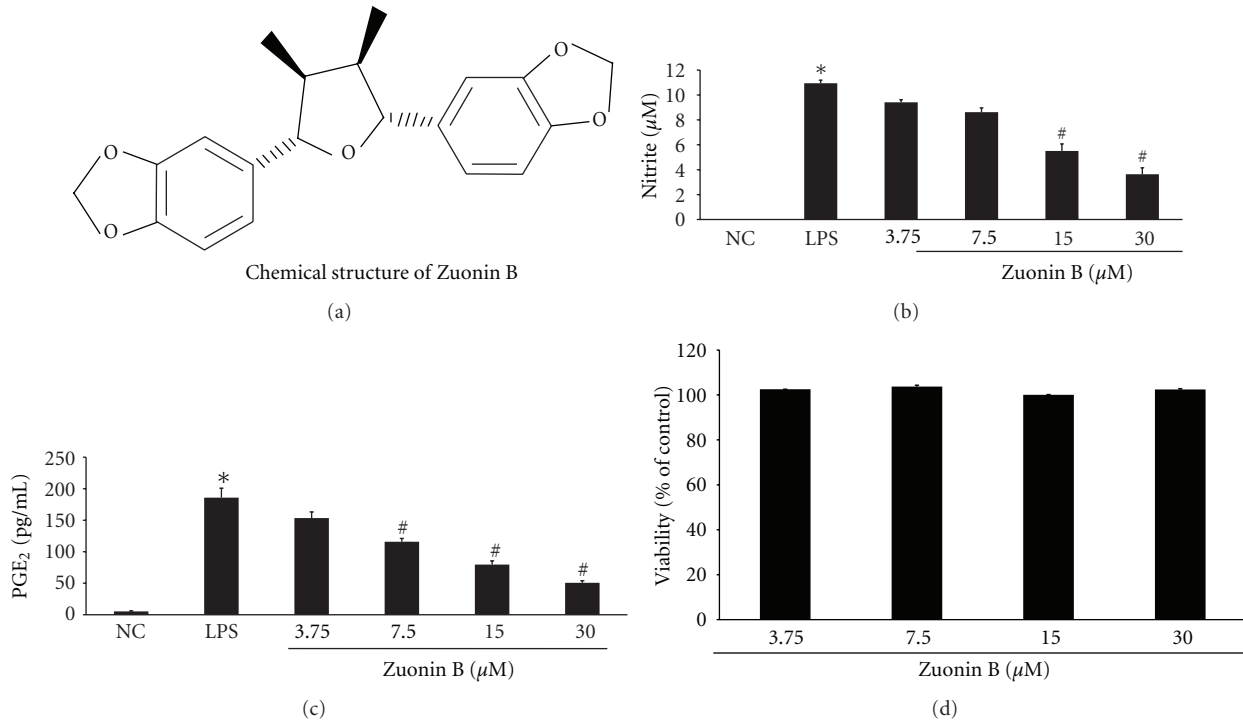 O
O
O
O
O
Chemical structure of Zuonin B
(a)
Nitrite (µM)
12
10
8
6
4
2
0
*
#
#
NC LPS 3.75 7.5 15 30
Zuonin B (µM)
(b)
PGE₂ (pg/mL)
250
200
150
100
50
0
*
#
#
#
NC LPS 3.75 7.5 15 30
Zuonin B (µM)
(c)
Viability (% of control)
120
100
80
60
40
20
0
3.75 7.5 15 30
Zuonin B (µM)
(d)